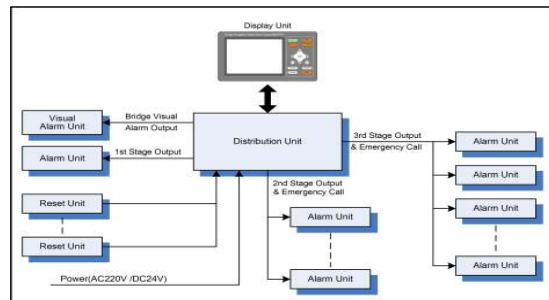 Display Unit
Bridge Visual
Alarm Output
Visual
Alarm Unit
Distribution Unit
3rd Stage Output
& Emergency Call
Alarm Unit
1st Stage Output
Alarm Unit
Alarm Unit
2nd Stage Output
& Emergency Call
Reset Unit
Alarm Unit
Alarm Unit
Reset Unit
Alarm Unit
Alarm Unit
Power(AC220V /DC24V)